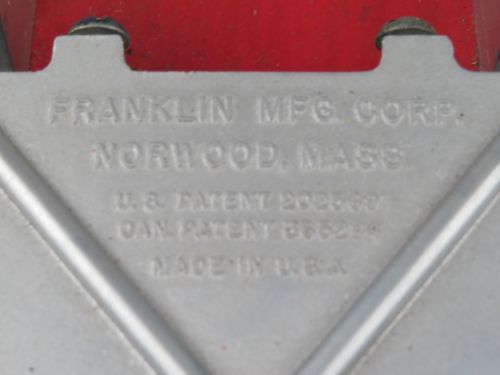 FRANKLIN MFG. CORP.
NORWOOD, MASS.
U.S. PATENT
CAN. PATENT
MADE IN U.S.A.